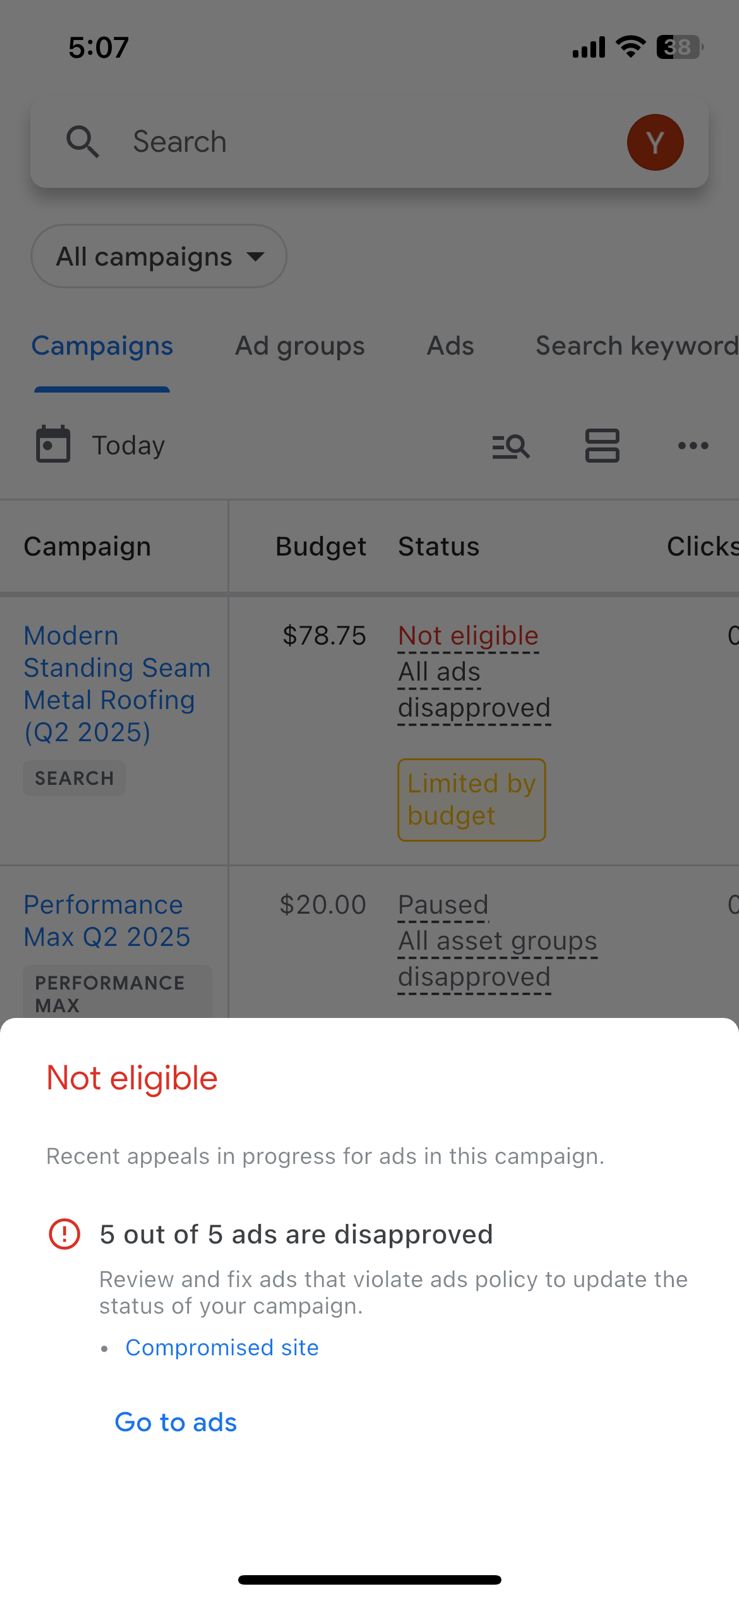 5:07
38
Search
Y
All campaigns
Campaigns Ad groups Ads Search keyword
Today
Campaign Budget Status Clicks
Modern
Standing Seam
Metal Roofing
(Q2 2025)
SEARCH
$78.75
Not eligible
All ads
disapproved
Limited by
budget
0
Performance
Max Q2 2025
PERFORMANCE
MAX
$20.00
Paused
All asset groups
disapproved
0
Not eligible
Recent appeals in progress for ads in this campaign.
5 out of 5 ads are disapproved
Review and fix ads that violate ads policy to update the
status of your campaign.
• Compromised site
Go to ads